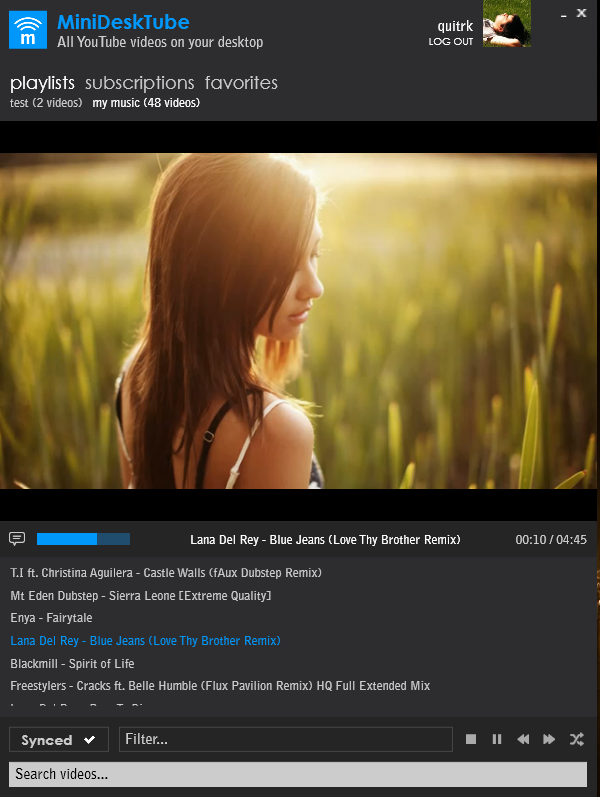 m
MiniDeskTube
All YouTube videos on your desktop
quitrk
LOG OUT
playlists subscriptions favorites
test (2 videos) my music (48 videos)
Lana Del Rey - Blue Jeans (Love Thy Brother Remix) 00:10 / 04:45
T.I ft. Christina Aguilera - Castle Walls (fAux Dubstep Remix)
Mt Eden Dubstep - Sierra Leone [Extreme Quality]
Enya - Fairytale
Lana Del Rey - Blue Jeans (Love Thy Brother Remix)
Blackmill - Spirit of Life
Freestylers - Cracks ft. Belle Humble (Flux Pavilion Remix) HQ Full Extended Mix
Synced Filter...
Search videos...